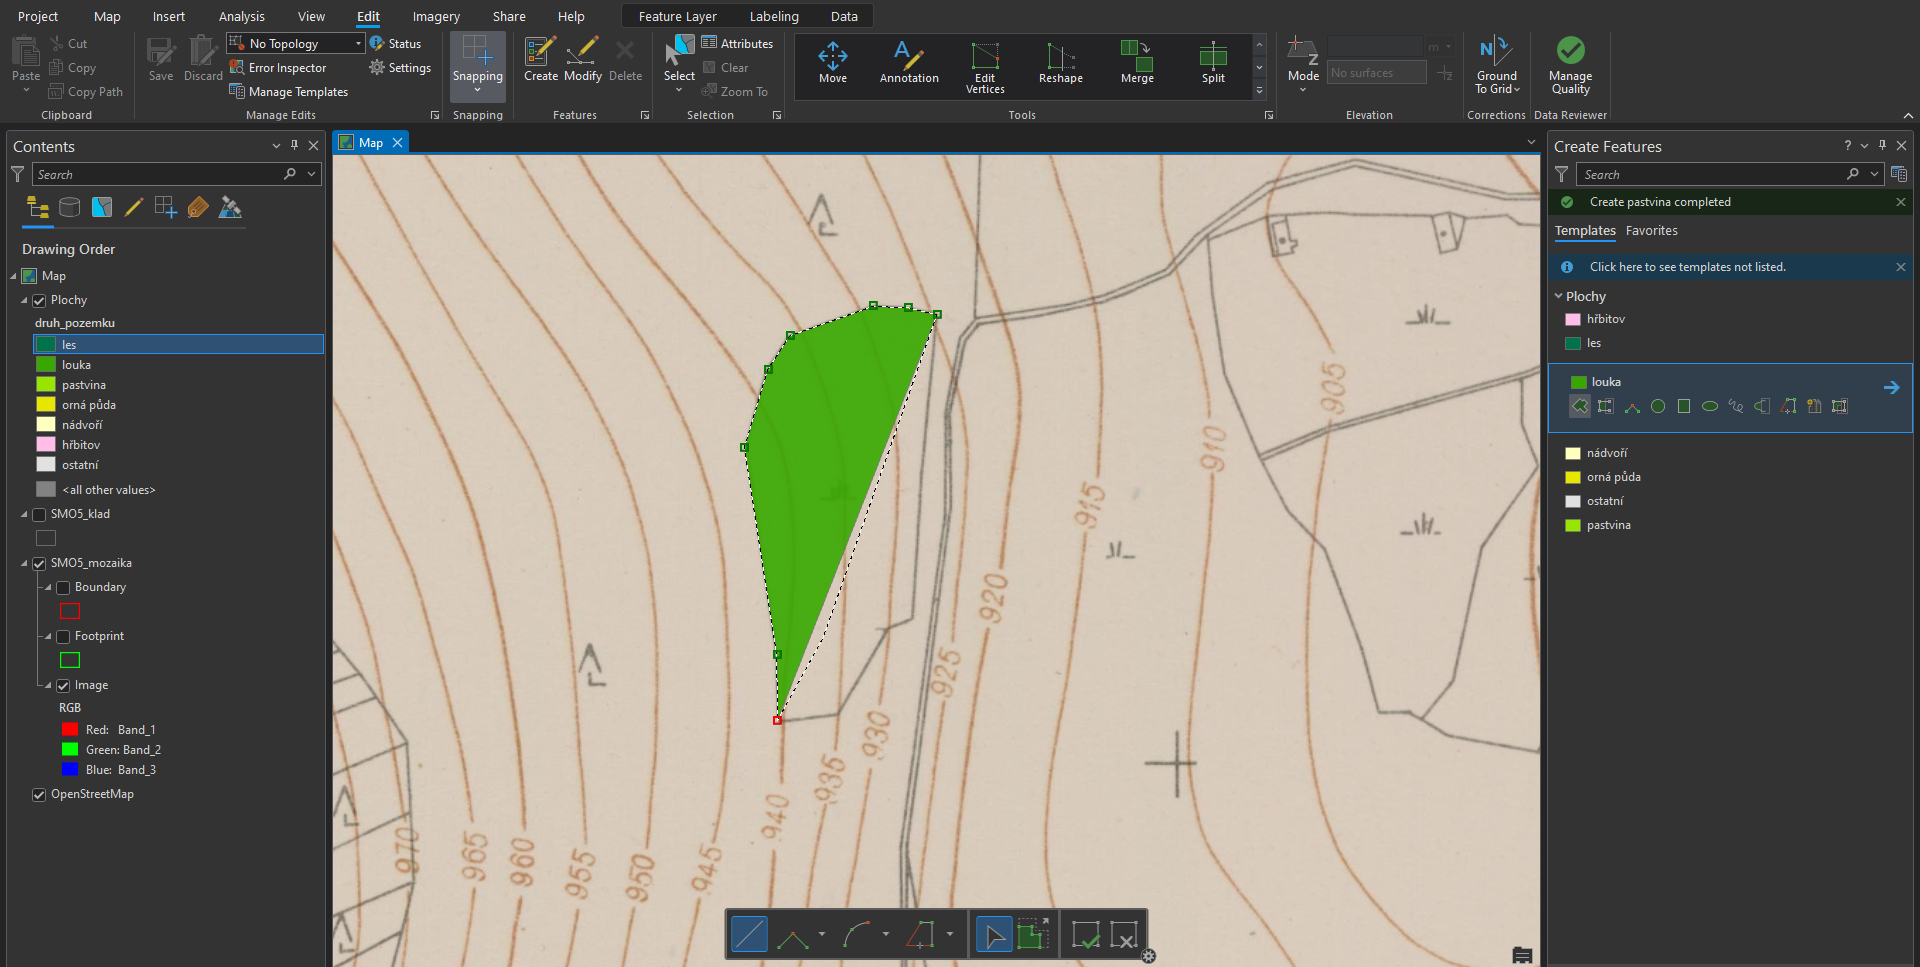 Project Map Insert Analysis View Edit Imagery Share Help Feature Layer Labeling Data
Paste
Cut
Copy
Copy Path
Clipboard
Save
Discard
No Topology
Error Inspector
Manage Templates
Status
Settings
Manage Edits
Snapping
Snapping
Create
Modify
Delete
Features
Select
Attributes
Clear
Zoom To
Selection
Move
Annotation
Edit
Vertices
Reshape
Merge
Split
Tools
Mode
Z
m
No surfaces
Elevation
Ground
To Grid
Corrections
Manage
Quality
Data Reviewer
Contents
Search
Drawing Order
Map
Plochy
druh_pozemku
les
louka
pastvina
orná půda
nádvoří
hřbitov
ostatní
<all other values>
SMO5_klad
SMO5_mozaika
Boundary
Footprint
Image
RGB
Red: Band_1
Green: Band_2
Blue: Band_3
OpenStreetMap
Map
905
910
915
920
925
930
935
940
945
950
955
960
965
970
Create Features
?
Search
Create pastvina completed
Templates Favorites
Click here to see templates not listed.
Plochy
hřbitov
les
louka
nádvoří
orná půda
ostatní
pastvina